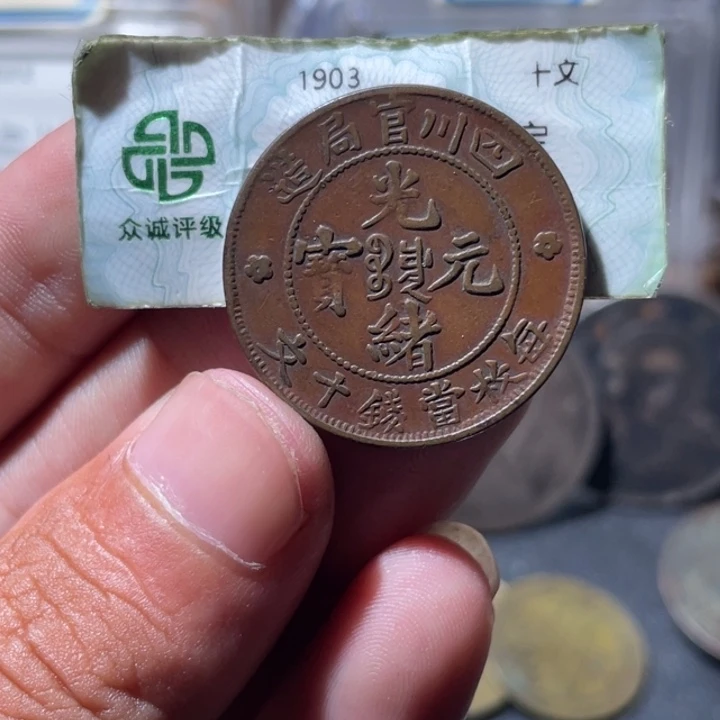 1903 十文
众诚评级
四川官局造
光緒元寶
每枚當錢十文